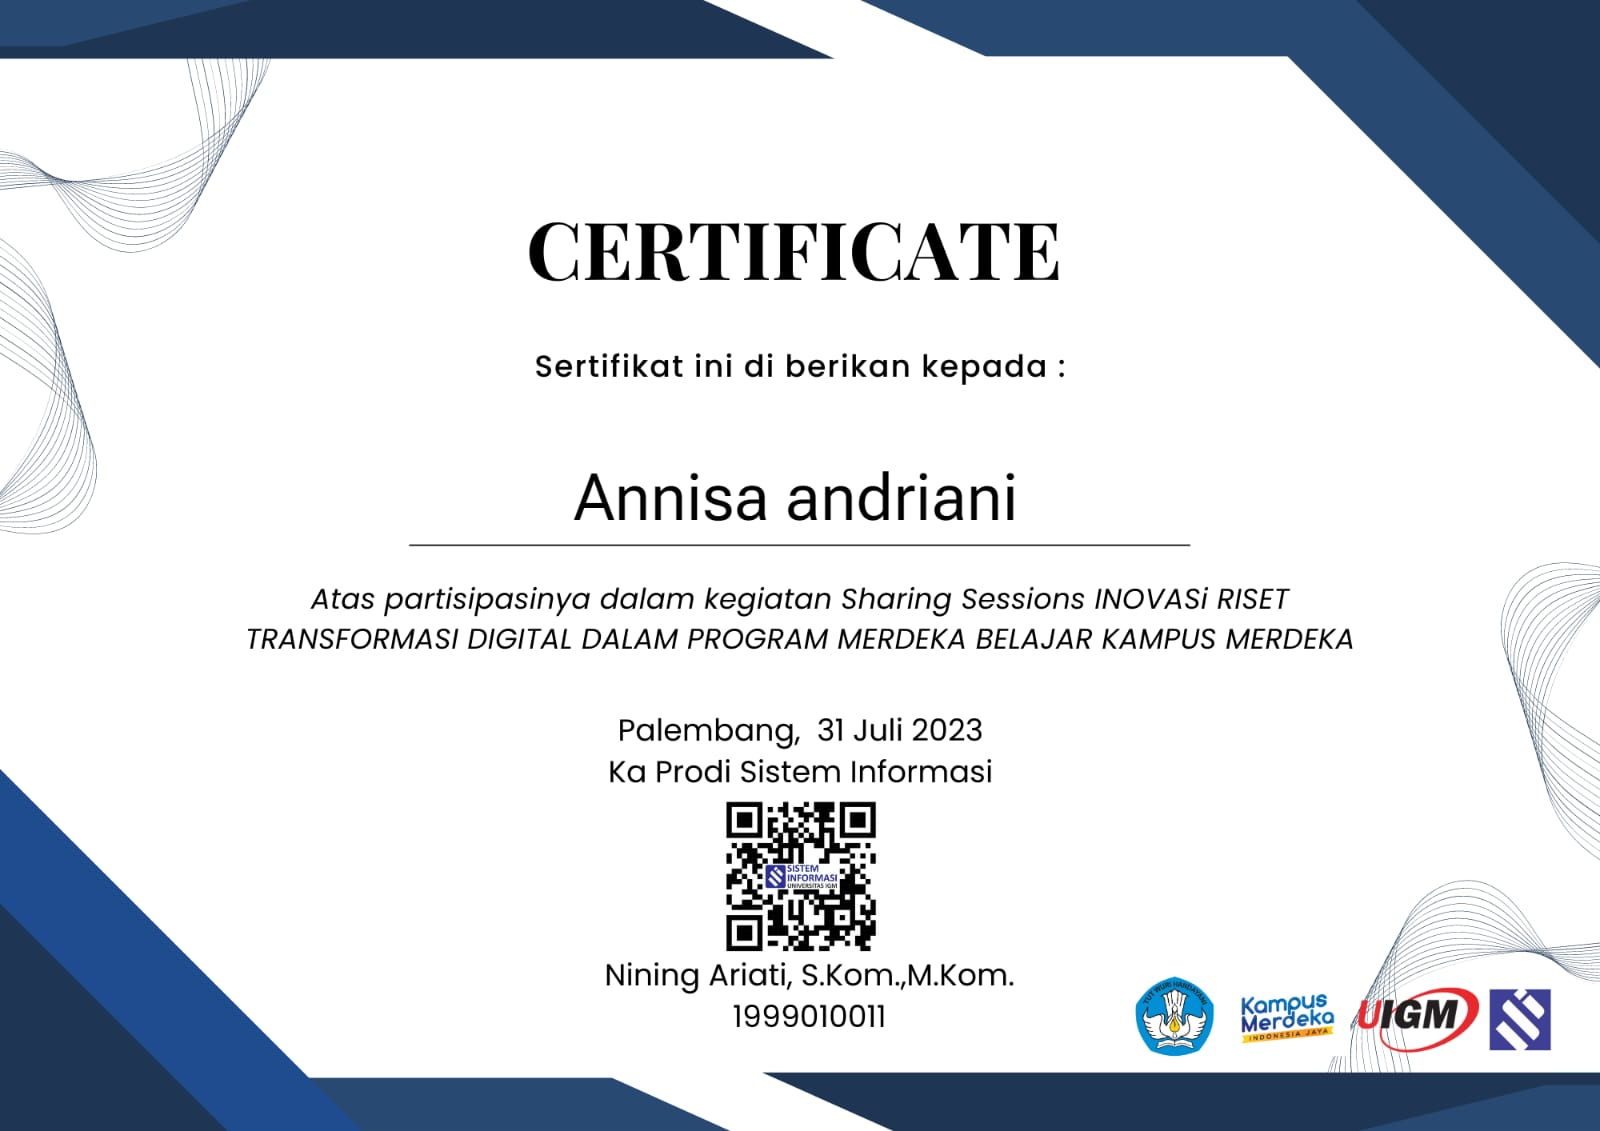 CERTIFICATE
Sertifikat ini di berikan kepada :
Annisa andriani
Atas partisipasinya dalam kegiatan Sharing Sessions INOVASi RISET
TRANSFORMASI DIGITAL DALAM PROGRAM MERDEKA BELAJAR KAMPUS MERDEKA
Palembang,  31 Juli 2023
Ka Prodi Sistem Informasi
SISTEM
INFORMASI
UNIVERSITAS IGM
Nining Ariati, S.Kom.,M.Kom.
1999010011
TUT WURI HANDAYANI
Kampus
Merdeka
INDONESIA JAYA
UIGM